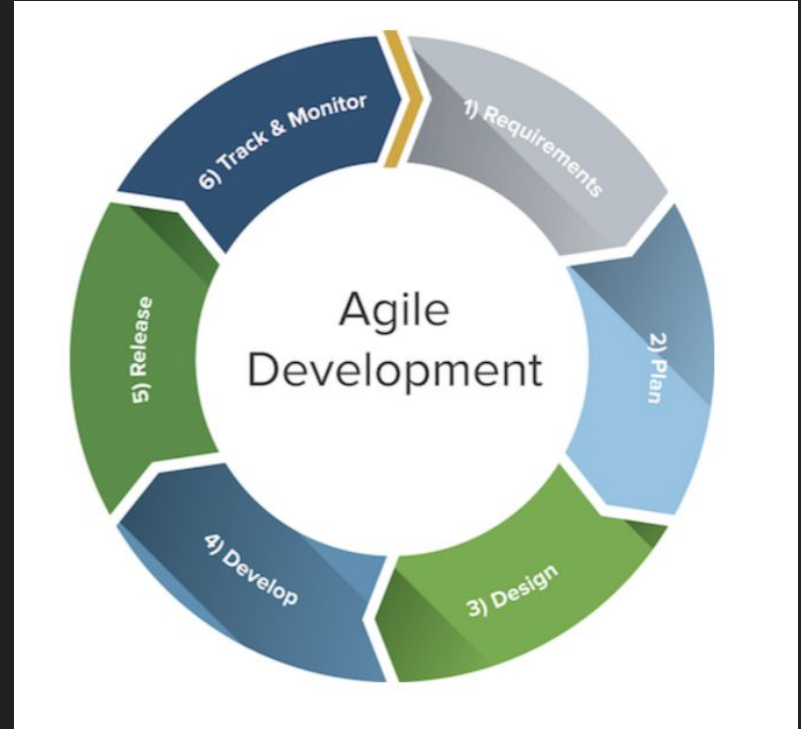 Agile
Development
1) Requirements
2) Plan
3) Design
4) Develop
5) Release
6) Track & Monitor